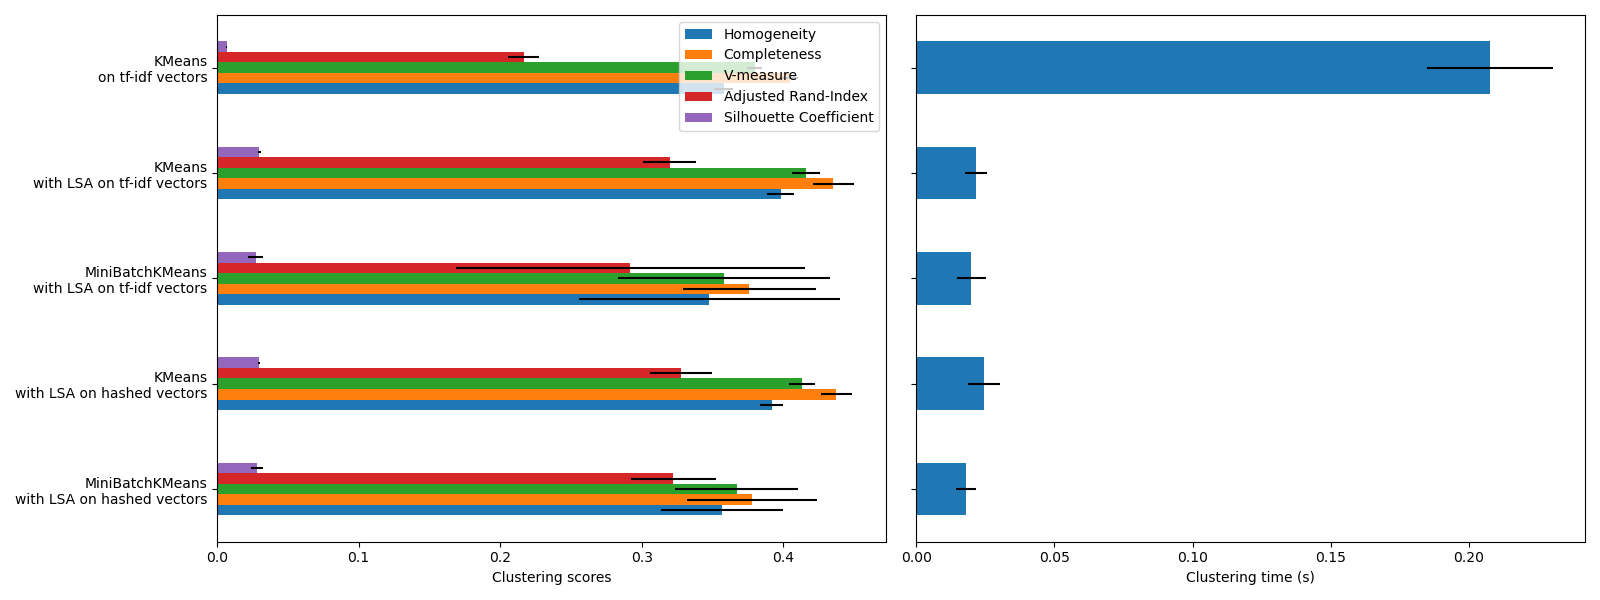 KMeans
on tf-idf vectors
KMeans
with LSA on tf-idf vectors
MiniBatchKMeans
with LSA on tf-idf vectors
KMeans
with LSA on hashed vectors
MiniBatchKMeans
with LSA on hashed vectors
Homogeneity
Completeness
V-measure
Adjusted Rand-Index
Silhouette Coefficient
0.0 0.1 0.2 0.3 0.4
Clustering scores
0.00 0.05 0.10 0.15 0.20
Clustering time (s)